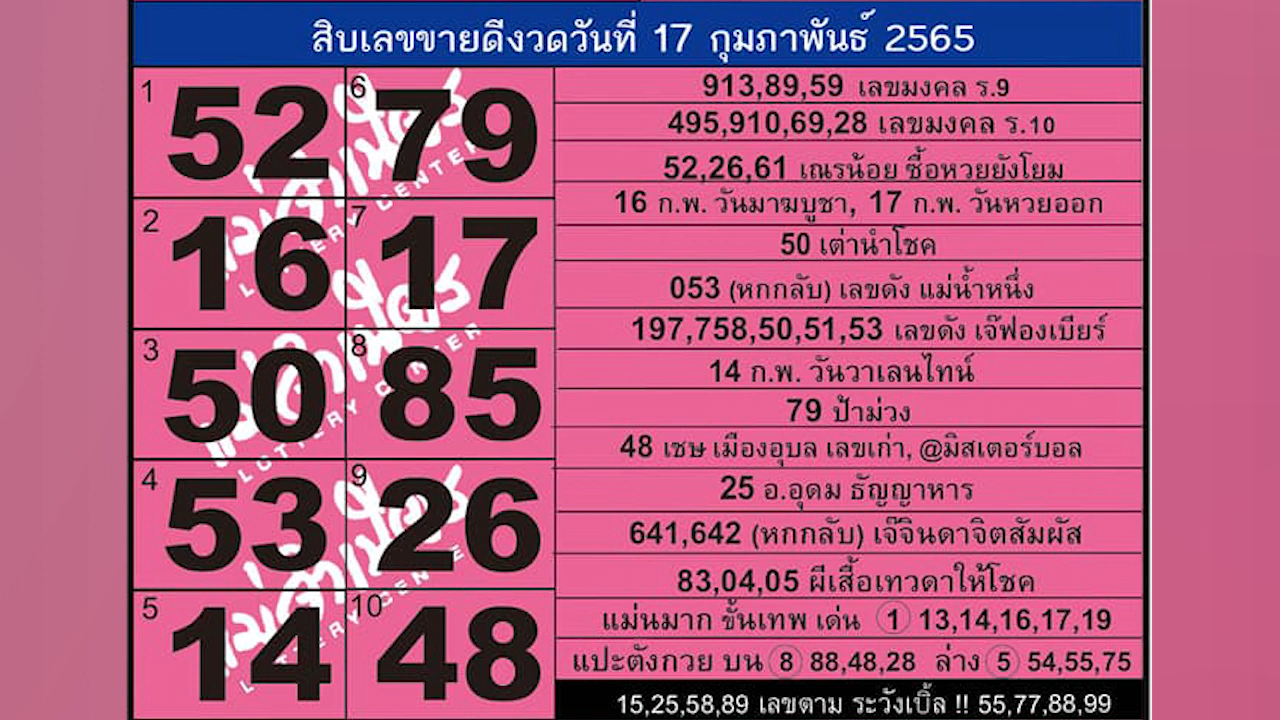 สิบเลขขายดีงวดวันที่ 17 กุมภาพันธ์ 2565
1 52 6 79
2 16 7 17
3 50 8 85
4 53 9 26
5 14 10 48
913,89,59 เลขมงคล ร.9
495,910,69,28 เลขมงคล ร.10
52,26,61 เณรน้อย ซื้อหวยยังโยม
16 ก.พ. วันมาฆบูชา, 17 ก.พ. วันหวยออก
50 เต่านำโชค
053 (หกกลับ) เลขดัง แม่น้ำหนึ่ง
197,758,50,51,53 เลขดัง เจ๊ฟองเบียร์
14 ก.พ. วันวาเลนไทน์
79 ป้าม่วง
48 เชษ เมืองอุบล เลขเก่า, @มิสเตอร์บอล
25 อ.อุดม ธัญญาหาร
641,642 (หกกลับ) เจ๊จินดาจิตสัมผัส
83,04,05 ผีเสื้อเทวดาให้โชค
แม่นมาก ขั้นเทพ เด่น 1 13,14,16,17,19
แปะตังกวย บน 8 88,48,28 ล่าง 5 54,55,75
15,25,58,89 เลขตาม ระวังเบิ้ล !! 55,77,88,99
LOTTERY CENTER
LOTTERY CENTER
LOTTERY CENTER